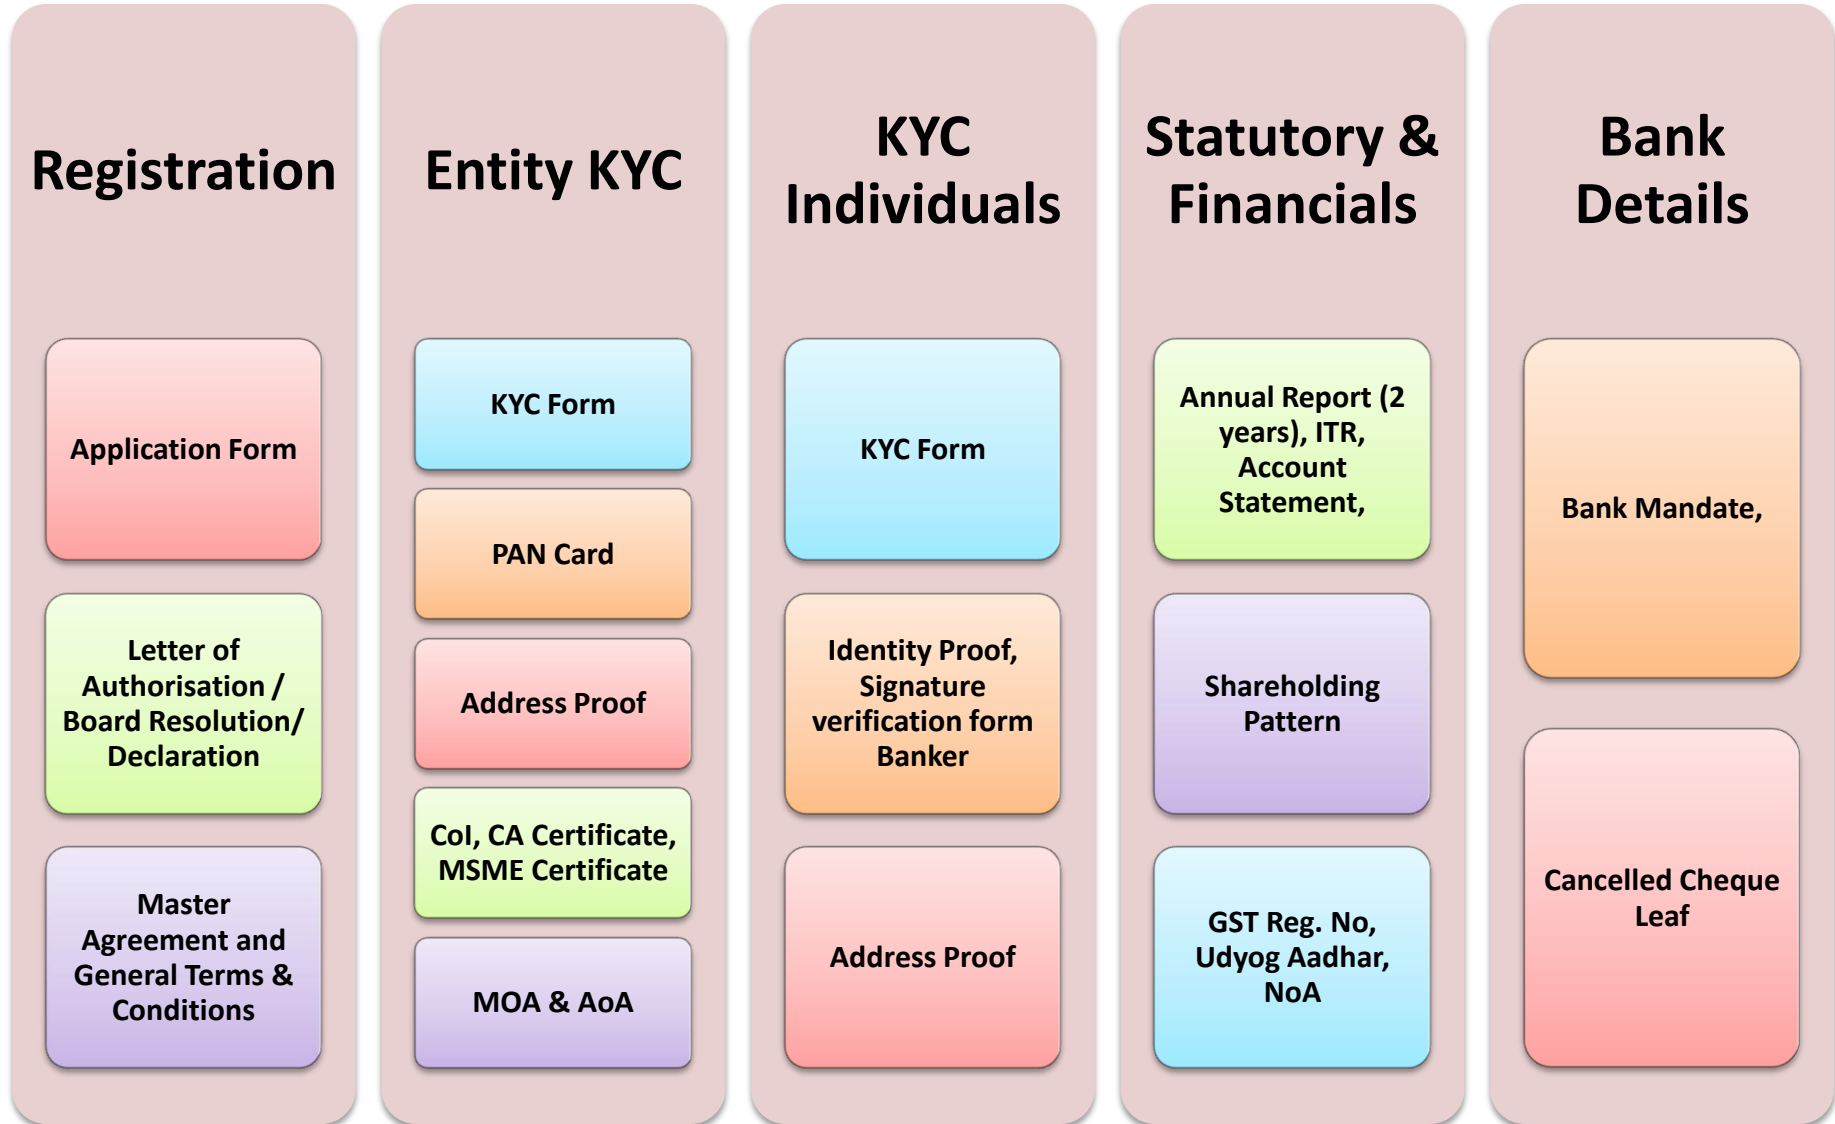 Registration
Application Form
Letter of
Authorisation /
Board Resolution/
Declaration
Master
Agreement and
General Terms &
Conditions
Entity KYC
KYC Form
PAN Card
Address Proof
CoI, CA Certificate,
MSME Certificate
MOA & AoA
KYC
Individuals
KYC Form
Identity Proof,
Signature
verification form
Banker
Address Proof
Statutory &
Financials
Annual Report (2
years), ITR,
Account
Statement,
Shareholding
Pattern
GST Reg. No,
Udyog Aadhar,
NoA
Bank
Details
Bank Mandate,
Cancelled Cheque
Leaf